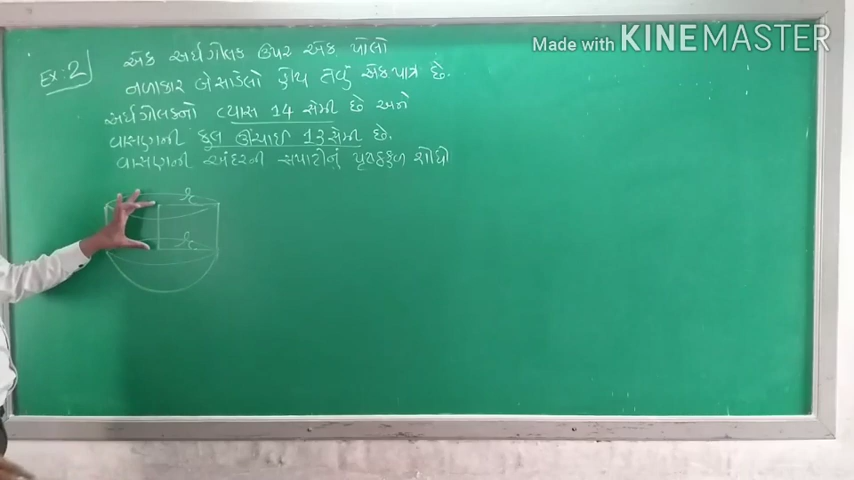 Made with KINEMASTER
Ex: 2
એક અર્ધગોલક ઉપર એક પોલો
નળાકાર બેસાડેલો હોય તેવું એક પાત્ર છે.
અર્ધગોલકનો વ્યાસ 14 સેમી છે અને
વાસણની કુલ ઊંચાઈ 13 સેમી છે.
વાસણની અંદરની સપાટીનું પૃષ્ઠફળ શોધો